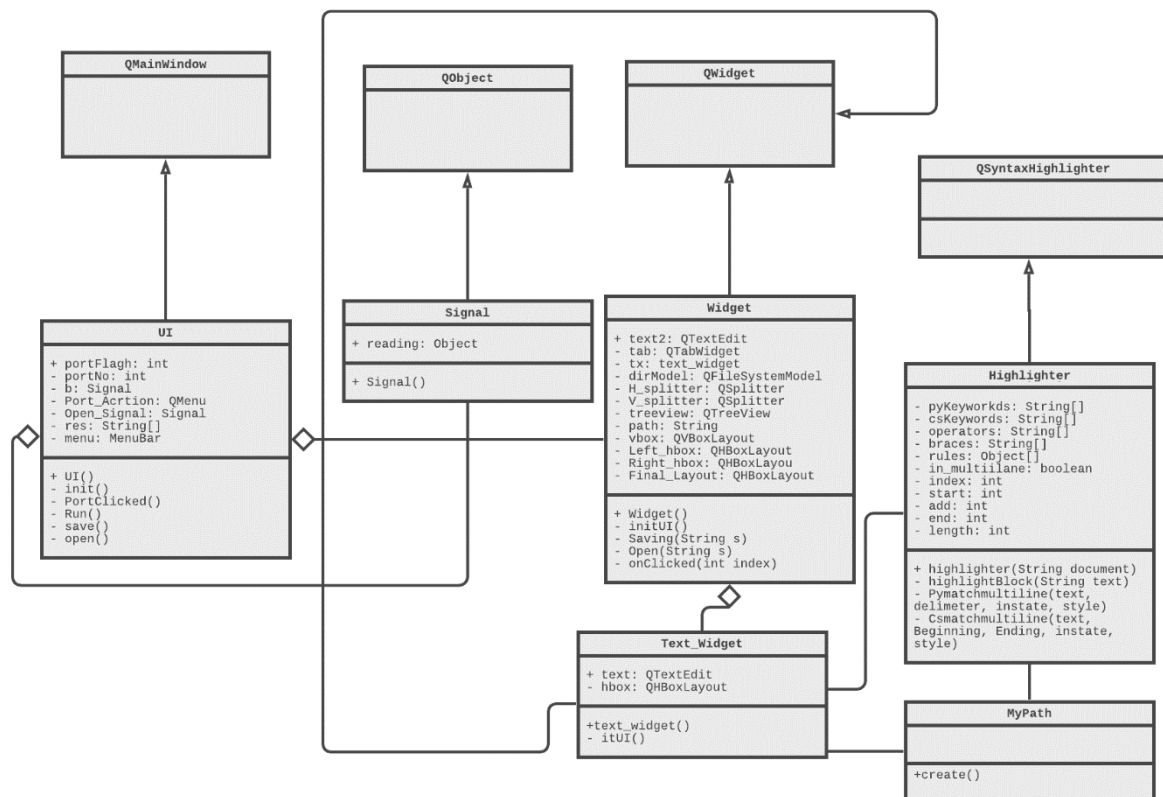 QMainWindow
QObject
QWidget
QSyntaxHighlighter
UI
+ portFlagh: int
- portNo: int
- b: Signal
- Port_Acrtion: QMenu
- Open_Signal: Signal
- res: String[]
- menu: MenuBar
+ UI()
- init()
- PortClicked()
- Run()
- save()
- open()
Signal
+ reading: Object
+ Signal()
Widget
+ text2: QTextEdit
- tab: QTabWidget
- tx: text_widget
- dirModel: QFileSystemModel
- H_splitter: QSplitter
- V_splitter: QSplitter
- treeview: QTreeView
- path: String
- vbox: QVBoxLayout
- Left_hbox: QHBoxLayout
- Right_hbox: QHBoxLayou
- Final_Layout: QHBoxLayout
+ Widget()
- initUI()
- Saving(String s)
- Open(String s)
- onClicked(int index)
Highlighter
- pyKeyworkds: String[]
- csKeywords: String[]
- operators: String[]
- braces: String[]
- rules: Object[]
- in_multiilane: boolean
- index: int
- start: int
- add: int
- end: int
- length: int
+ highlighter(String document)
- highlightBlock(String text)
- Pymatchmultiline(text,
delimeter, instate, style)
- Csmatchmultiline(text,
Beginning, Ending, instate,
style)
Text_Widget
+ text: QTextEdit
- hbox: QHBoxLayout
+text_widget()
- itUI()
MyPath
+create()